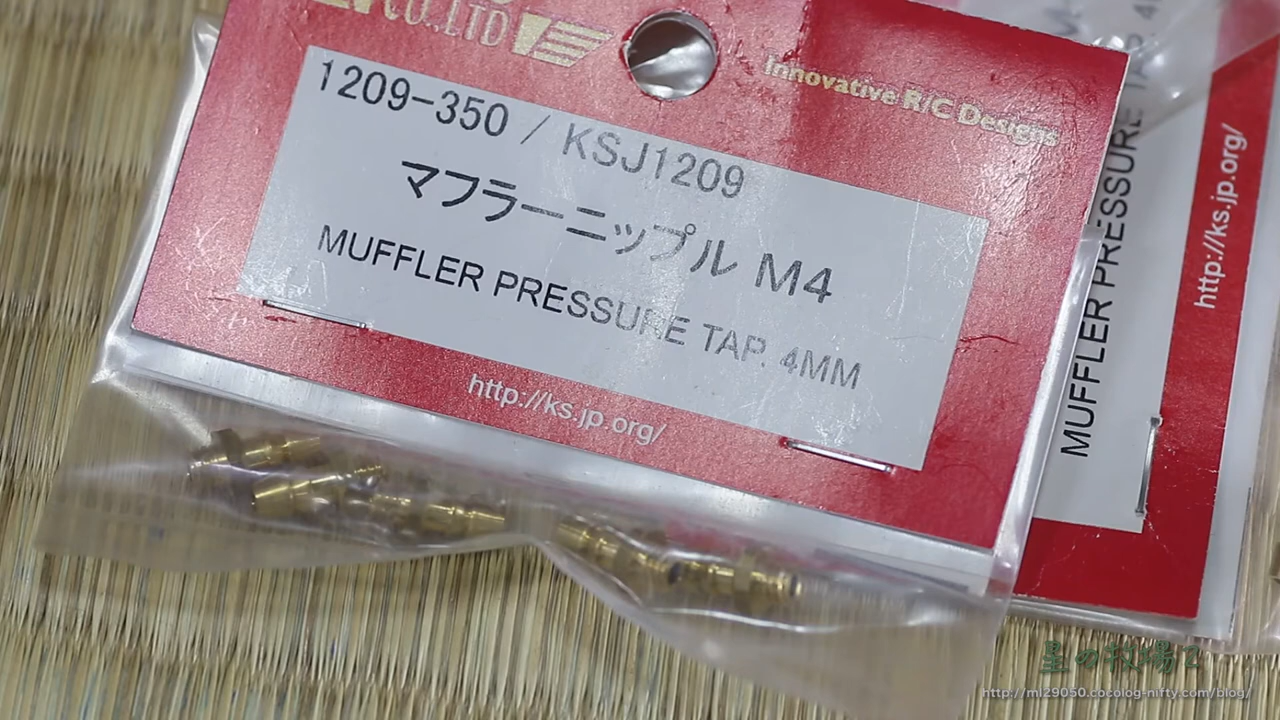 CO.,LTD
Innovative R/C Designs
1209-350 / KSJ1209
マフラーニップル M4
MUFFLER PRESSURE TAP. 4MM
http://ks.jp.org/
MUFFLER PRESSURE TAP. 4
http://ks.jp.org/
星の牧場2
http://ml29050.cocolog-nifty.com/blog/